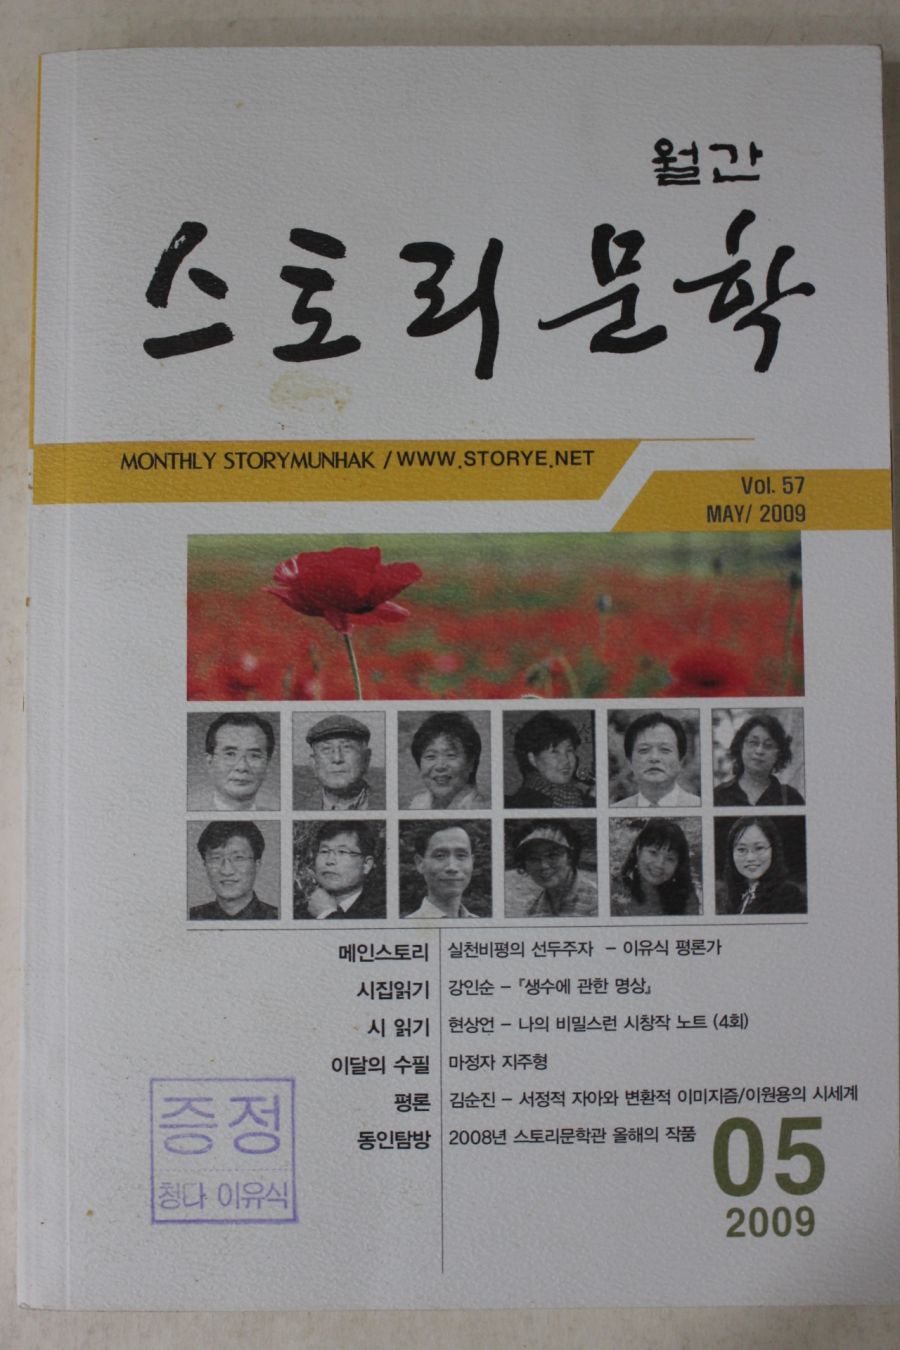 월간
스토리문학
MONTHLY STORYMUNHAK / WWW.STORYE.NET
Vol. 57
MAY/ 2009
메인스토리 실천비평의 선두주자 - 이유식 평론가
시집읽기 강인순 - 『생수에 관한 명상』
시 읽기 현상언 - 나의 비밀스런 시창작 노트 (4회)
이달의 수필 마정자 지주형
평론 김순진 - 서정적 자아와 변환적 이미지즘/이원용의 시세계
동인탐방 2008년 스토리문학관 올해의 작품
증정
청다 이유식
05
2009